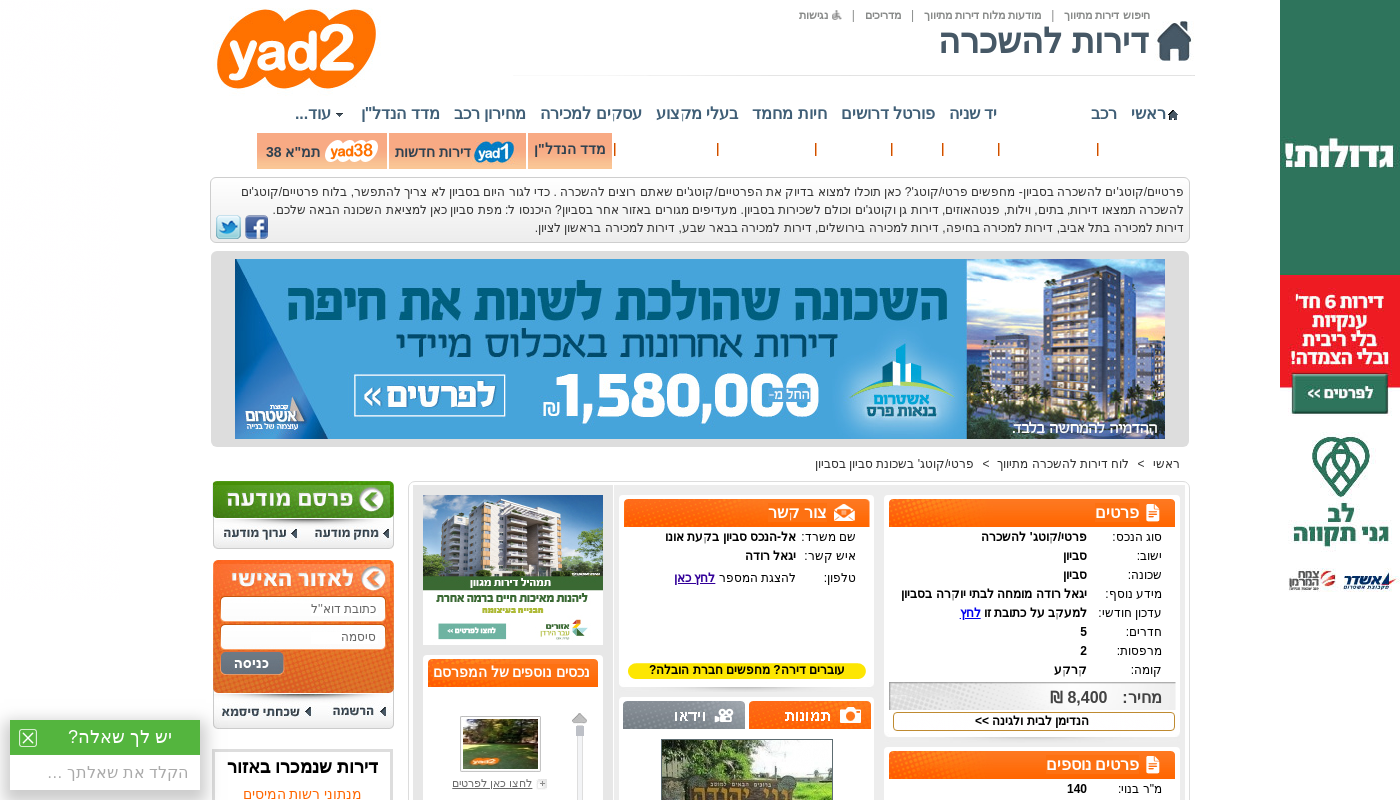 חיפוש דירות מתיווך | מודעות מלוח דירות מתיווך | מדריכים | נגישות
דירות להשכרה
yad2
ראשי
רכב
יד שניה
פורטל דרושים
חיות מחמד
בעלי מקצוע
עסקים למכירה
מחירון רכב
מדד הנדל"ן
עוד...
מדד הנדל"ן
yad1 דירות חדשות
yad38 תמ"א 38
פרטיים/קוטג'ים להשכרה בסביון- מחפשים פרטי/קוטג'? כאן תוכלו למצוא בדיוק את הפרטיים/קוטג'ים שאתם רוצים להשכרה . כדי לגור היום בסביון לא צריך להתפשר, בלוח פרטיים/קוטג'ים
להשכרה תמצאו דירות, בתים, וילות, פנטהאוזים, דירות גן וקוטג'ים וכולם לשכירות בסביון. מעדיפים מגורים באזור אחר בסביון? היכנסו ל: מפת סביון כאן למציאת השכונה הבאה שלכם.
דירות למכירה בתל אביב, דירות למכירה בחיפה, דירות למכירה בירושלים, דירות למכירה בבאר שבע, דירות למכירה בראשון לציון.
השכונה שהולכת לשנות את חיפה
דירות אחרונות באכלוס מיידי
החל מ-
1,580,000 ₪
לפרטים >>
אשטרום
בנאות פרס
קבוצת
אשטרום
עוצמה של בנייה
ההדמיה להמחשה בלבד.
ראשי > לוח דירות להשכרה מתיווך > פרטי/קוטג' בשכונת סביון בסביון
פרטים
סוג הנכס: פרטי/קוטג' להשכרה
ישוב: סביון
שכונה: סביון
מידע נוסף: יגאל רודה מומחה לבתי יוקרה בסביון
עדכון חודשי: למעקב על כתובת זו לחץ
חדרים: 5
מרפסות: 2
קומה: קרקע
מחיר: 8,400 ₪
הנדימן לבית ולגינה >>
פרטים נוספים
מ"ר בנוי: 140
צור קשר
שם משרד: אל-הנכס סביון בקעת אונו
איש קשר: יגאל רודה
טלפון: להצגת המספר לחץ כאן
עוברים דירה? מחפשים חברת הובלה?
תמונות
וידאו
תמהיל דירות מגוון
ליהנות מאיכות חיים ברמה אחרת
הבנייה בעיצומה
אזורים
עבר הירדן
לחצו לפרטים >>
נכסים נוספים של המפרסם
לחצו כאן לפרטים
פרסם מודעה
מחק מודעה
ערוך מודעה
לאזור האישי
כתובת דוא"ל
סיסמה
כניסה
הרשמה
שכחתי סיסמא
דירות שנמכרו באזור
מנתוני רשות המיסים
יש לך שאלה?
הקלד את שאלתך ...
גדולות!
דירות 6 חד'
ענקיות
בלי ריבית
ובלי הצמדה!
לפרטים >>
לב
גני תקווה
אשדר
מקבוצת אשטרום
צמח
המרמן